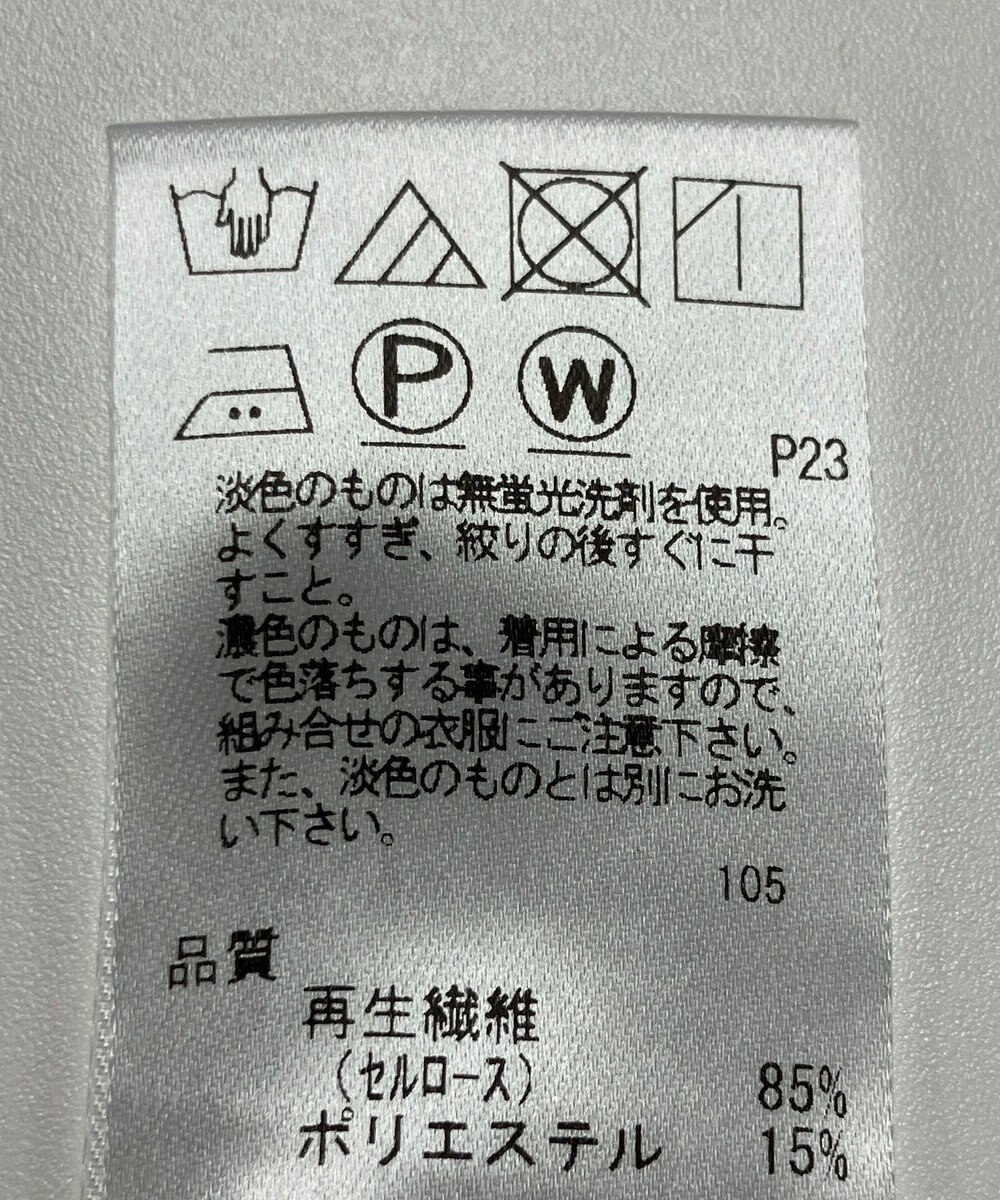 P
W
P23
淡色のものは無蛍光洗剤を使用。
よくすすぎ、絞りの後すぐに干
すこと。
濃色のものは、着用による摩擦
で色落ちする事がありますので、
組み合せの衣服にご注意下さい。
また、淡色のものとは別にお洗
い下さい。
105
品質
再生繊維
(セルロース) 85%
ポリエステル 15%